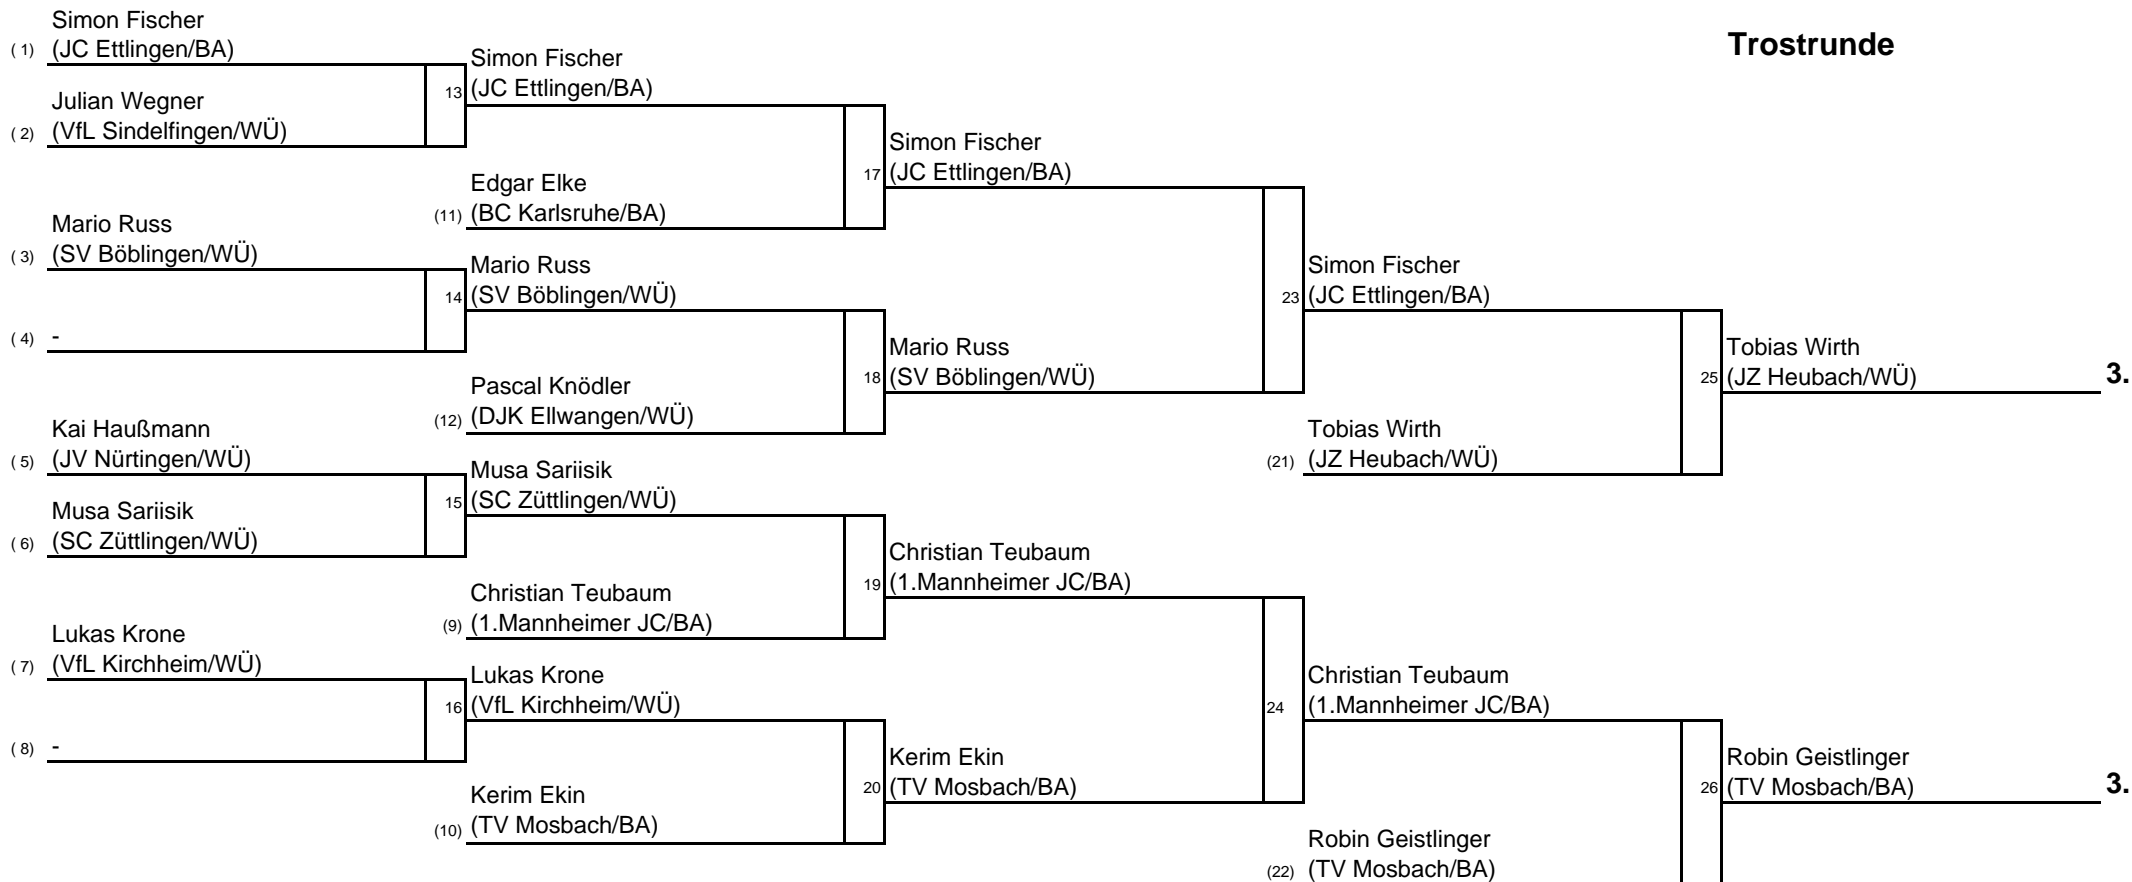 Trostrunde
Simon Fischer
( 1) (JC Ettlingen/BA)
Julian Wegner
( 2) (VfL Sindelfingen/WÜ)
Mario Russ
( 3) (SV Böblingen/WÜ)
( 4) -
Kai Haußmann
( 5) (JV Nürtingen/WÜ)
Musa Sariisik
( 6) (SC Züttlingen/WÜ)
Lukas Krone
( 7) (VfL Kirchheim/WÜ)
( 8) -
Simon Fischer
13 (JC Ettlingen/BA)
Edgar Elke
(11) (BC Karlsruhe/BA)
Mario Russ
14 (SV Böblingen/WÜ)
Pascal Knödler
(12) (DJK Ellwangen/WÜ)
Musa Sariisik
15 (SC Züttlingen/WÜ)
Christian Teubaum
(9) (1.Mannheimer JC/BA)
Lukas Krone
16 (VfL Kirchheim/WÜ)
Kerim Ekin
(10) (TV Mosbach/BA)
Simon Fischer
17 (JC Ettlingen/BA)
Mario Russ
18 (SV Böblingen/WÜ)
Christian Teubaum
19 (1.Mannheimer JC/BA)
Kerim Ekin
20 (TV Mosbach/BA)
Simon Fischer
23 (JC Ettlingen/BA)
Tobias Wirth
(21) (JZ Heubach/WÜ)
Christian Teubaum
24 (1.Mannheimer JC/BA)
Robin Geistlinger
(22) (TV Mosbach/BA)
Tobias Wirth
25 (JZ Heubach/WÜ) 3.
Robin Geistlinger
26 (TV Mosbach/BA) 3.